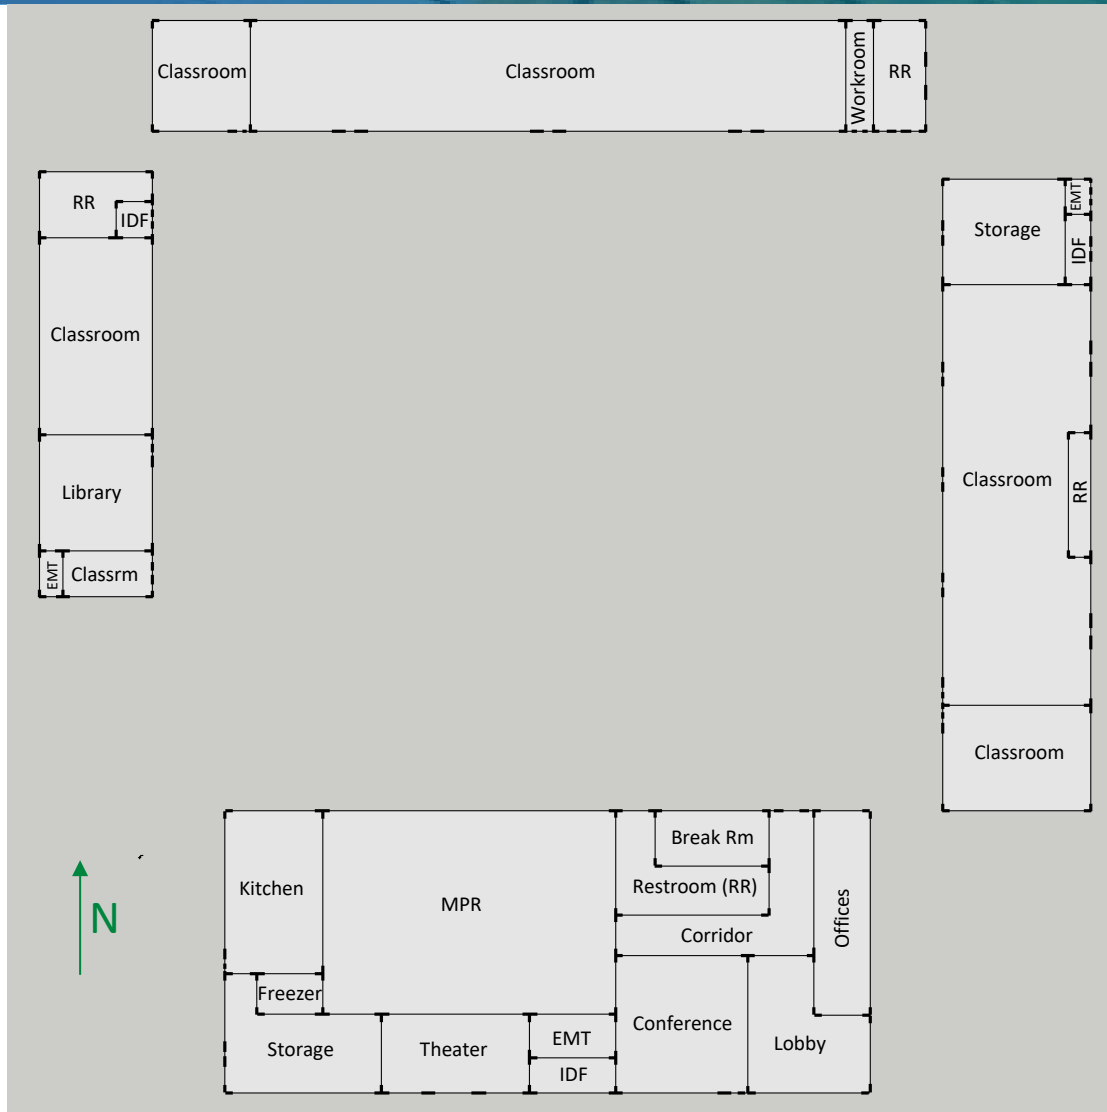 Classroom
Classroom
Workroom
RR
RR
IDF
Classroom
Library
EMT
Classrm
Storage
EMT
IDF
Classroom
RR
Classroom
Kitchen
MPR
Break Rm
Restroom (RR)
Corridor
Offices
Freezer
Storage
Theater
EMT
IDF
Conference
Lobby
N